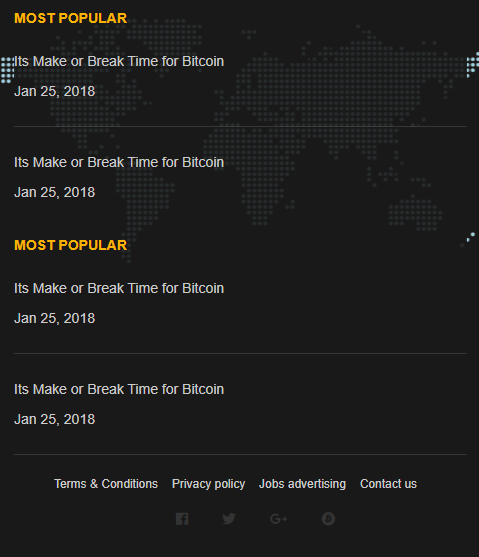 MOST POPULAR
Its Make or Break Time for Bitcoin
Jan 25, 2018
Its Make or Break Time for Bitcoin
Jan 25, 2018
MOST POPULAR
Its Make or Break Time for Bitcoin
Jan 25, 2018
Its Make or Break Time for Bitcoin
Jan 25, 2018
Terms & Conditions Privacy policy Jobs advertising Contact us